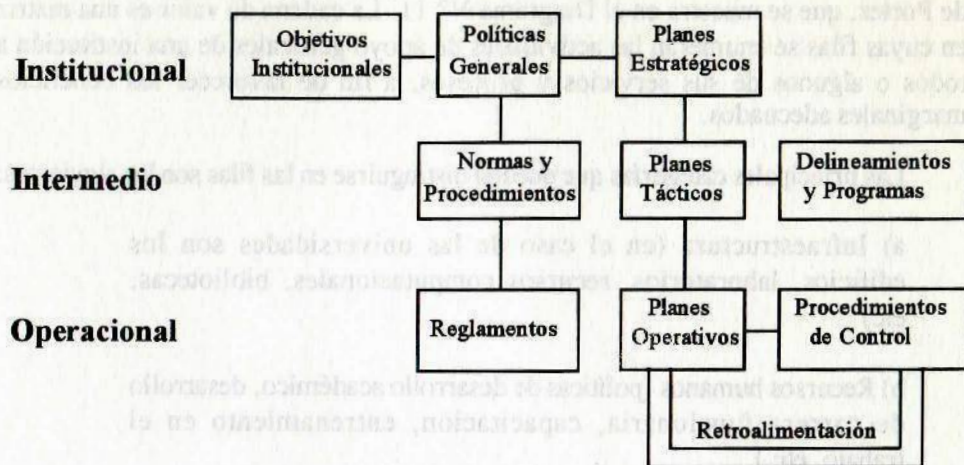 Objetivos
Institucionales
Políticas
Generales
Planes
Estratégicos
Institucional
Intermedio
Normas y
Procedimientos
Planes
Tácticos
Delineamientos
y Programas
Operacional
Reglamentos
Planes
Operativos
Procedimientos
de Control
Retroalimentación